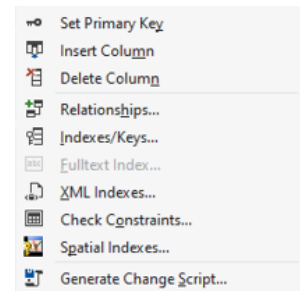 Set Primary Key
Insert Column
Delete Column
Relationships...
Indexes/Keys...
Fulltext Index...
XML Indexes...
Check Constraints...
Spatial Indexes...
Generate Change Script...